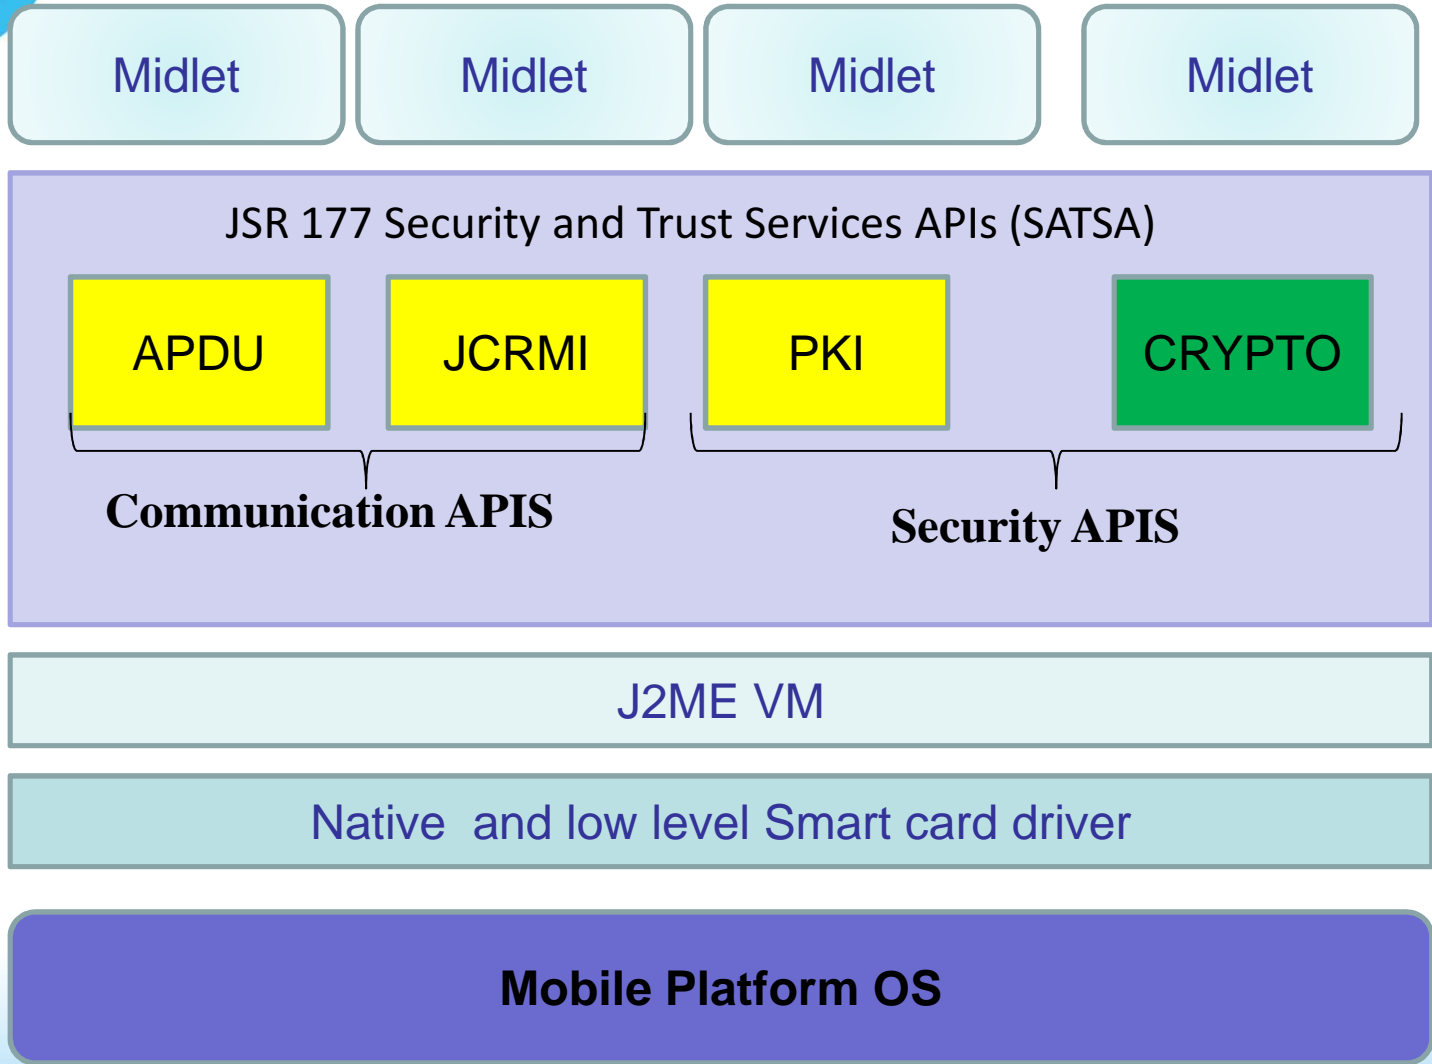 Midlet Midlet Midlet Midlet
JSR 177 Security and Trust Services APIs (SATSA)
APDU JCRMI PKI CRYPTO
Communication APIS
Security APIS
J2ME VM
Native and low level Smart card driver
Mobile Platform OS